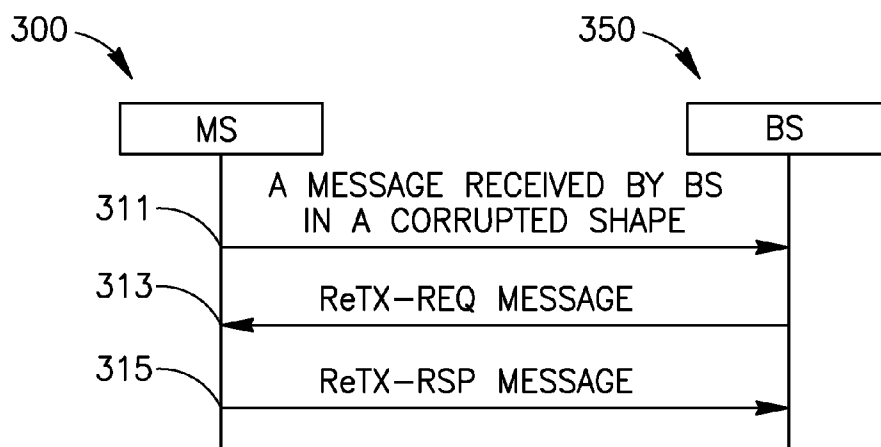 300
350
MS
BS
A MESSAGE RECEIVED BY BS
IN A CORRUPTED SHAPE
311
ReTX-REQ MESSAGE
313
ReTX-RSP MESSAGE
315